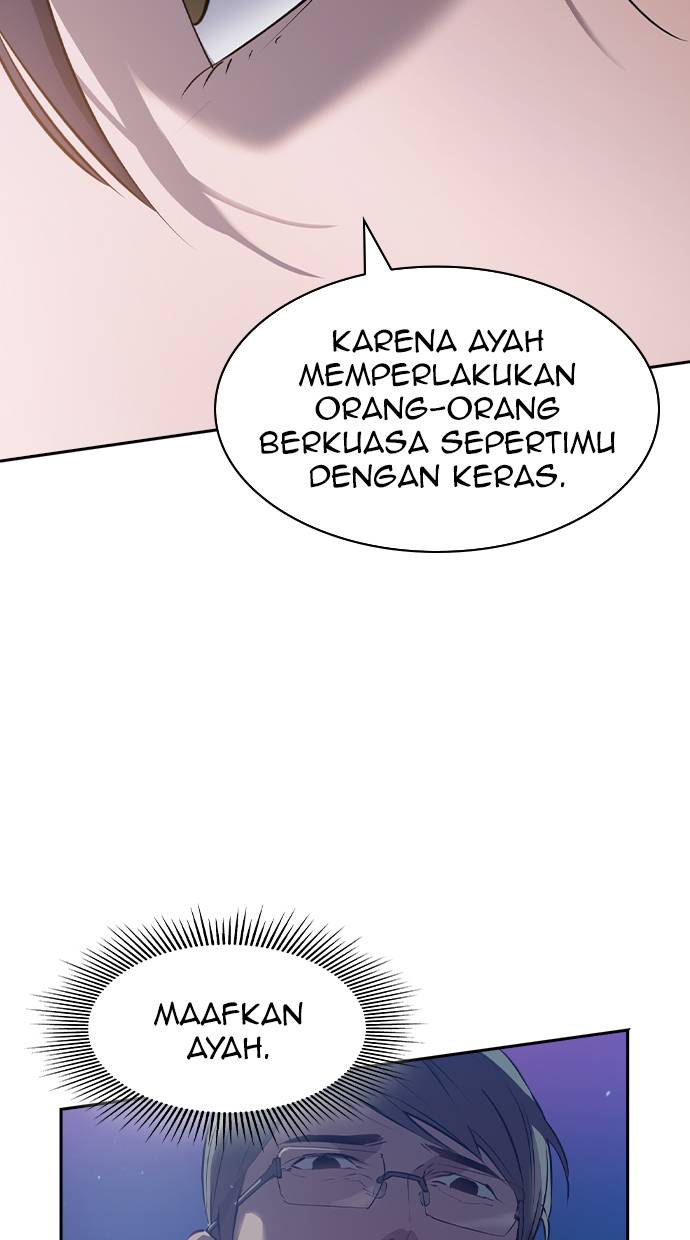 KARENA AYAH
MEMPERLAKUKAN
ORANG-ORANG
BERKUASA SEPERTIMU
DENGAN KERAS.
MAAFKAN
AYAH.